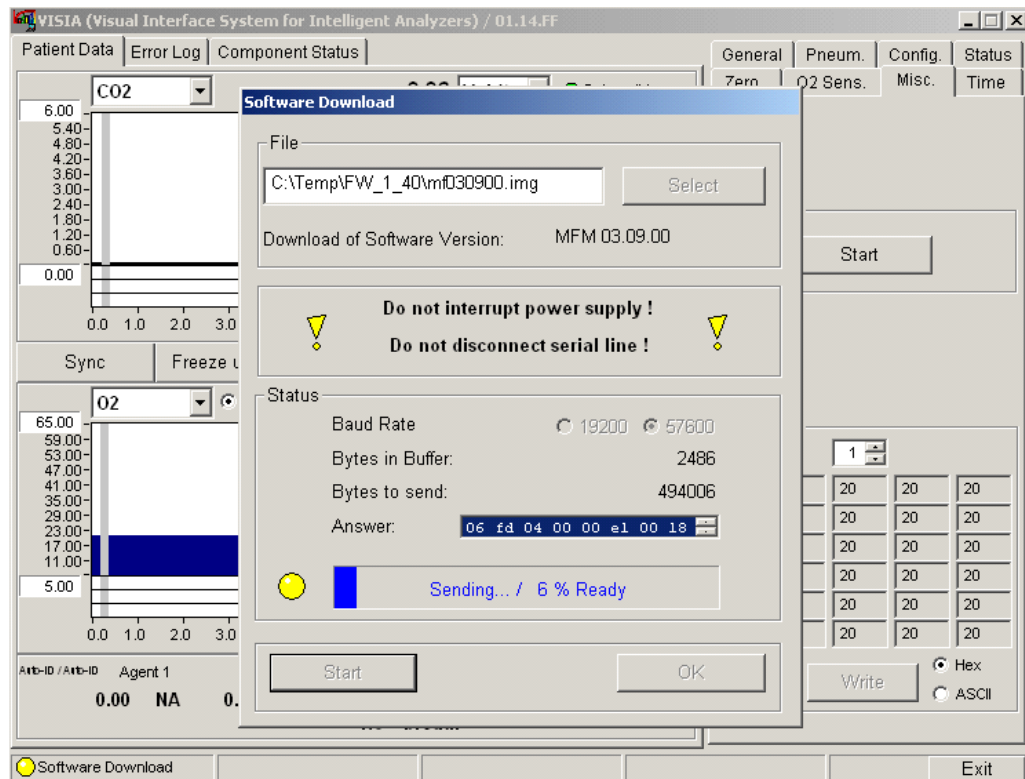 VISIA (Visual Interface System for Intelligent Analyzers) / 01.14.FF
Patient Data Error Log Component Status
General Pneum. Config. Status
Zero O2 Sens. Misc. Time
CO2
6.00
5.40
4.80
4.20
3.60
3.00
2.40
1.80
1.20
0.60
0.00
0.0 1.0 2.0 3.0
Sync Freeze
O2
65.00
59.00
53.00
47.00
41.00
35.00
29.00
23.00
17.00
11.00
5.00
0.0 1.0 2.0 3.0
Auto-ID / Auto-ID Agent 1
0.00 NA 0.
Software Download
File
C:\Temp\FW_1_40\mf030900.img Select
Download of Software Version: MFM 03.09.00
Do not interrupt power supply !
Do not disconnect serial line !
Status
Baud Rate 19200 57600
Bytes in Buffer: 2486
Bytes to send: 494006
Answer: 06 fd 04 00 00 e1 00 18
Sending... / 6 % Ready
Start OK
Start
1
20 20 20
20 20 20
20 20 20
20 20 20
20 20 20
20 20 20
Write Hex
ASCII
Software Download Exit